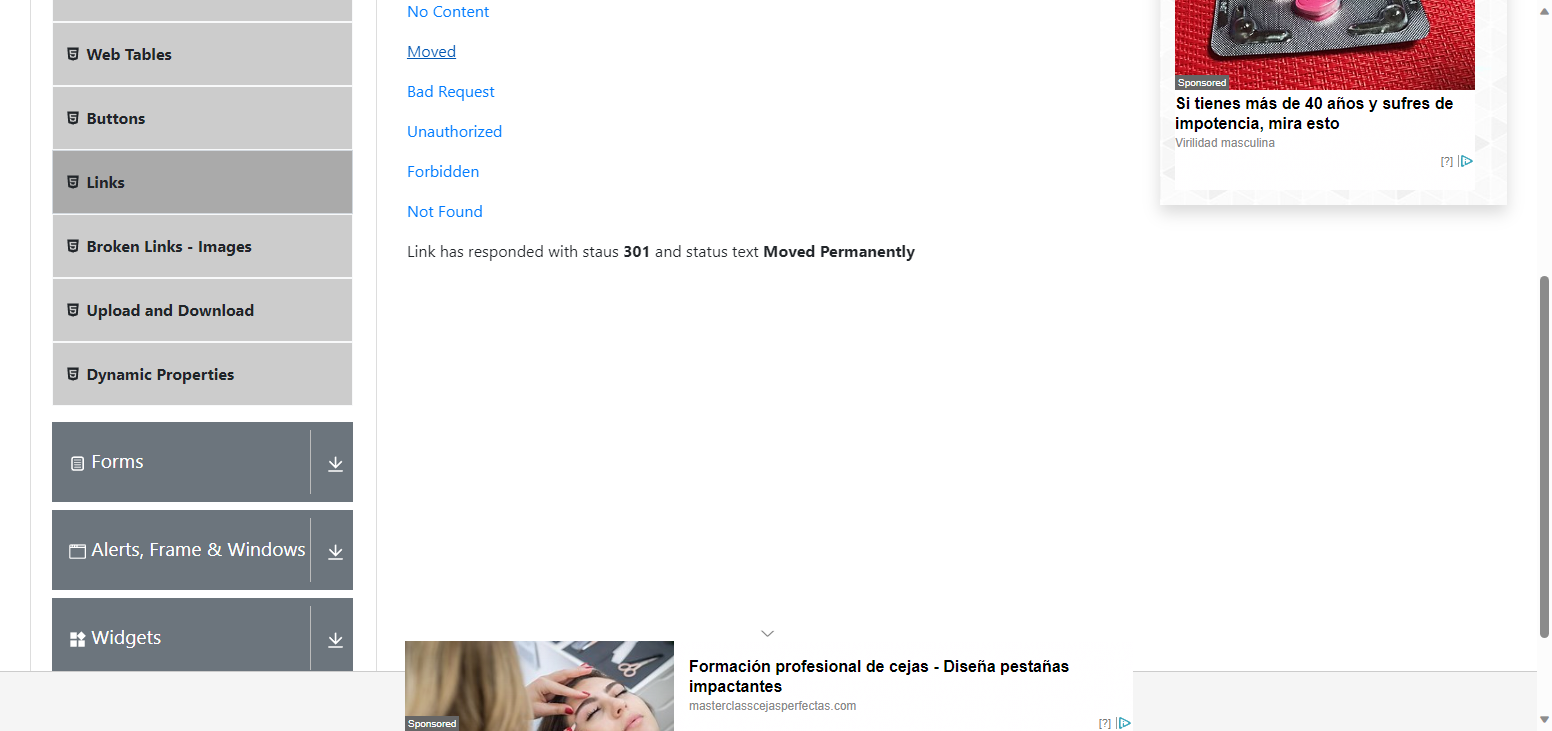 Web Tables
Buttons
Links
Broken Links - Images
Upload and Download
Dynamic Properties
Forms
Alerts, Frame & Windows
Widgets
No Content
Moved
Bad Request
Unauthorized
Forbidden
Not Found
Link has responded with staus 301 and status text Moved Permanently
Sponsored
Si tienes más de 40 años y sufres de
impotencia, mira esto
Virilidad masculina
[?]
Sponsored
Formación profesional de cejas - Diseña pestañas
impactantes
masterclasscejasperfectas.com
[?]